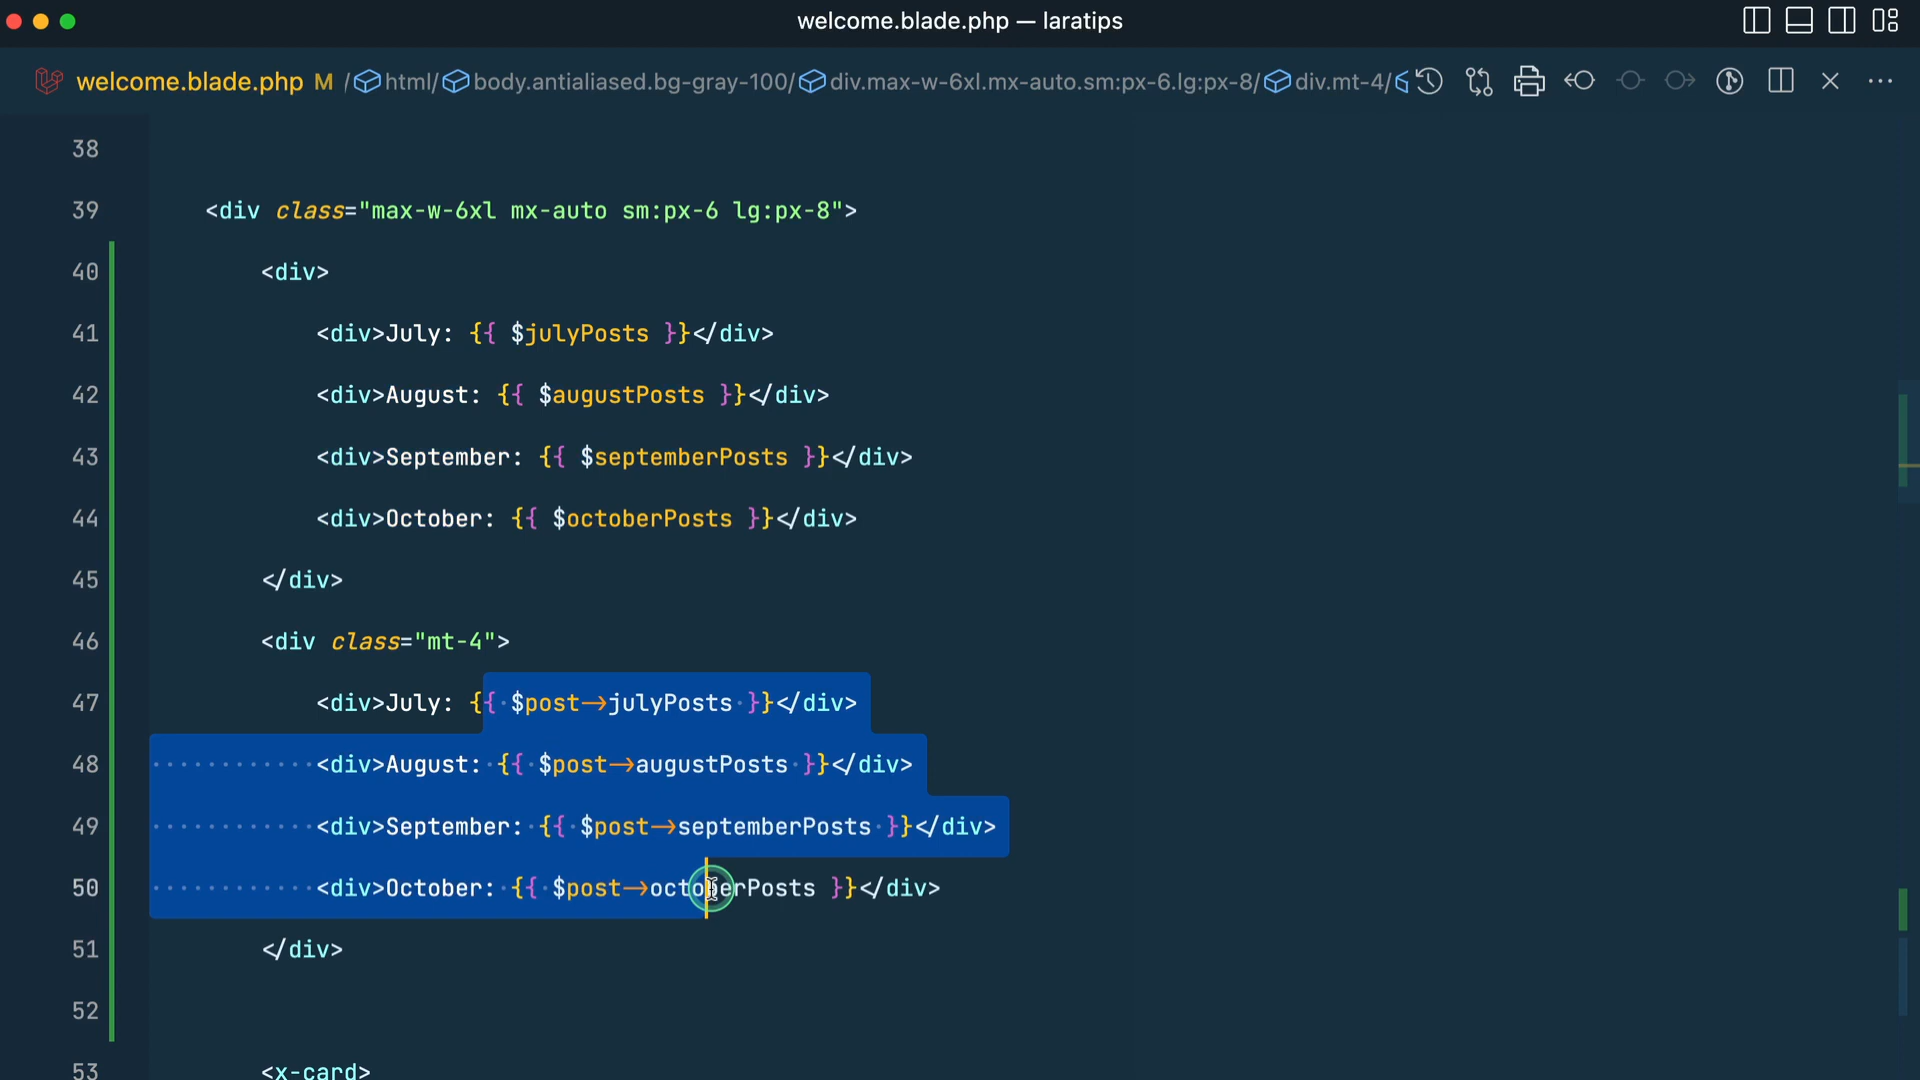 welcome.blade.php — laratips
welcome.blade.php M /html/body.antialiased.bg-gray-100/div.max-w-6xl.mx-auto.sm:px-6.lg:px-8/div.mt-4/
38
39 <div class="max-w-6xl mx-auto sm:px-6 lg:px-8">
40 <div>
41 <div>July: {{ $julyPosts }}</div>
42 <div>August: {{ $augustPosts }}</div>
43 <div>September: {{ $septemberPosts }}</div>
44 <div>October: {{ $octoberPosts }}</div>
45 </div>
46 <div class="mt-4">
47 <div>July: {{ $post->julyPosts }}</div>
48 <div>August: {{ $post->augustPosts }}</div>
49 <div>September: {{ $post->septemberPosts }}</div>
50 <div>October: {{ $post->octoberPosts }}</div>
51 </div>
52
53 <x-card>